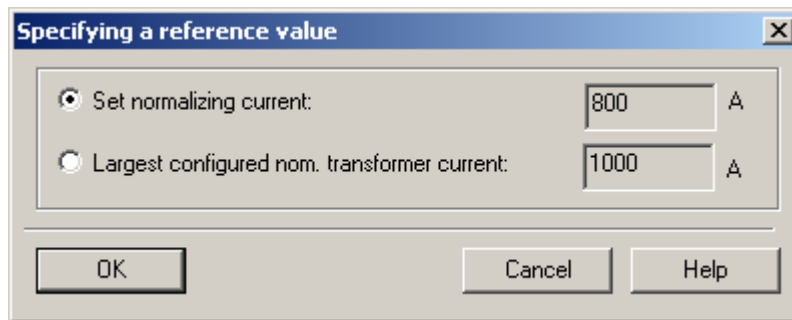 Specifying a reference value
Set normalizing current: 800 A
Largest configured nom. transformer current: 1000 A
OK Cancel Help